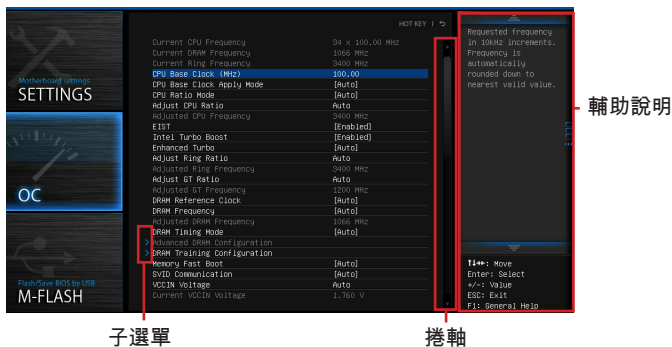 HOT KEY
Motherboard settings
SETTINGS
OC
Flash/Save BIOS by USB
M-FLASH
Current CPU Frequency 34 x 100.00 MHz
Current DRAM Frequency 1066 MHz
Current Ring Frequency 3400 MHz
CPU Base Clock (MHz) 100.00
CPU Base Clock Apply Mode [Auto]
CPU Ratio Mode [Auto]
Adjust CPU Ratio Auto
Adjusted CPU Frequency 3400 MHz
EIST [Enabled]
Intel Turbo Boost [Enabled]
Enhanced Turbo [Auto]
Adjust Ring Ratio Auto
Adjusted Ring Frequency 3400 MHz
Adjust GT Ratio Auto
Adjusted GT Frequency 1200 MHz
DRAM Reference Clock [Auto]
DRAM Frequency [Auto]
Adjusted DRAM Frequency 1066 MHz
DRAM Timing Mode [Auto]
> Advanced DRAM Configuration
> DRAM Training Configuration
Memory Fast Boot [Auto]
SVID Communication [Auto]
VCCIN Voltage Auto
Current VCCIN Voltage 1.760 V
Requested frequency
in 10kHz increments.
Frequency is
automatically
rounded down to
nearest valid value.
↑↓→←: Move
Enter: Select
+/-: Value
ESC: Exit
F1: General Help
輔助說明
子選單
捲軸